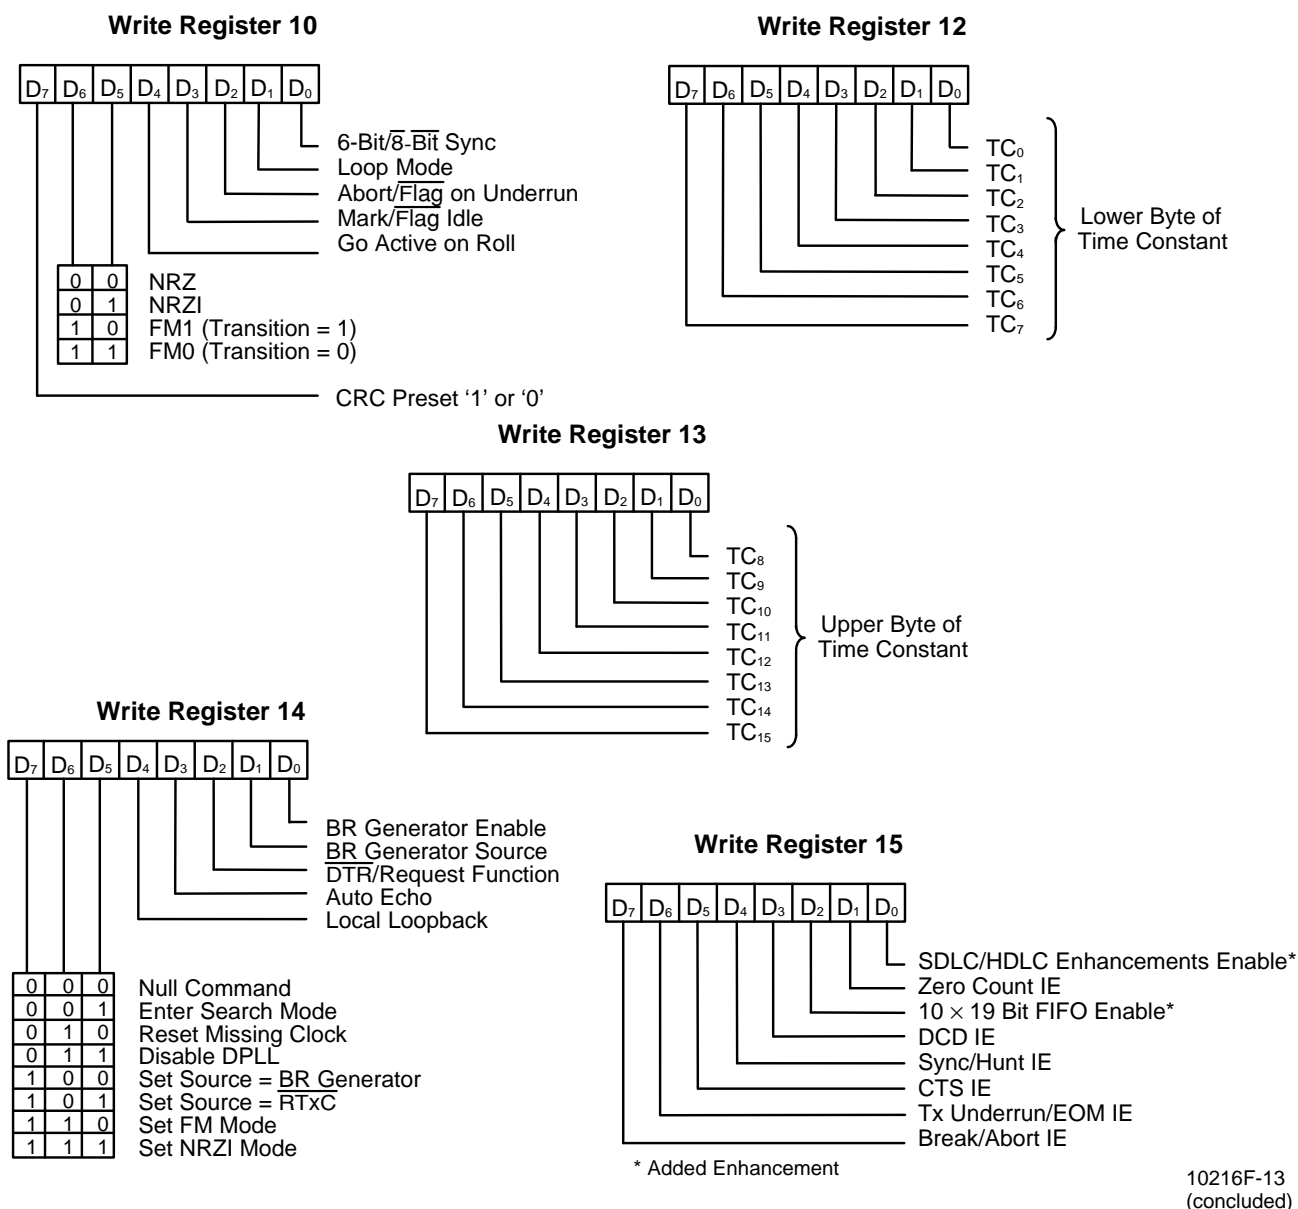 Write Register 10
D7 D6 D5 D4 D3 D2 D1 D0
6-Bit/8-Bit Sync
Loop Mode
Abort/Flag on Underrun
Mark/Flag Idle
Go Active on Roll
0 0 NRZ
0 1 NRZI
1 0 FM1 (Transition = 1)
1 1 FM0 (Transition = 0)
CRC Preset ‘1’ or ‘0’
Write Register 12
D7 D6 D5 D4 D3 D2 D1 D0
TC0
TC1
TC2
TC3
TC4
TC5
TC6
TC7
Lower Byte of
Time Constant
Write Register 13
D7 D6 D5 D4 D3 D2 D1 D0
TC8
TC9
TC10
TC11
TC12
TC13
TC14
TC15
Upper Byte of
Time Constant
Write Register 14
D7 D6 D5 D4 D3 D2 D1 D0
BR Generator Enable
BR Generator Source
DTR/Request Function
Auto Echo
Local Loopback
0 0 0 Null Command
0 0 1 Enter Search Mode
0 1 0 Reset Missing Clock
0 1 1 Disable DPLL
1 0 0 Set Source = BR Generator
1 0 1 Set Source = RTxC
1 1 0 Set FM Mode
1 1 1 Set NRZI Mode
Write Register 15
D7 D6 D5 D4 D3 D2 D1 D0
SDLC/HDLC Enhancements Enable*
Zero Count IE
10 × 19 Bit FIFO Enable*
DCD IE
Sync/Hunt IE
CTS IE
Tx Underrun/EOM IE
Break/Abort IE
* Added Enhancement
10216F-13
(concluded)